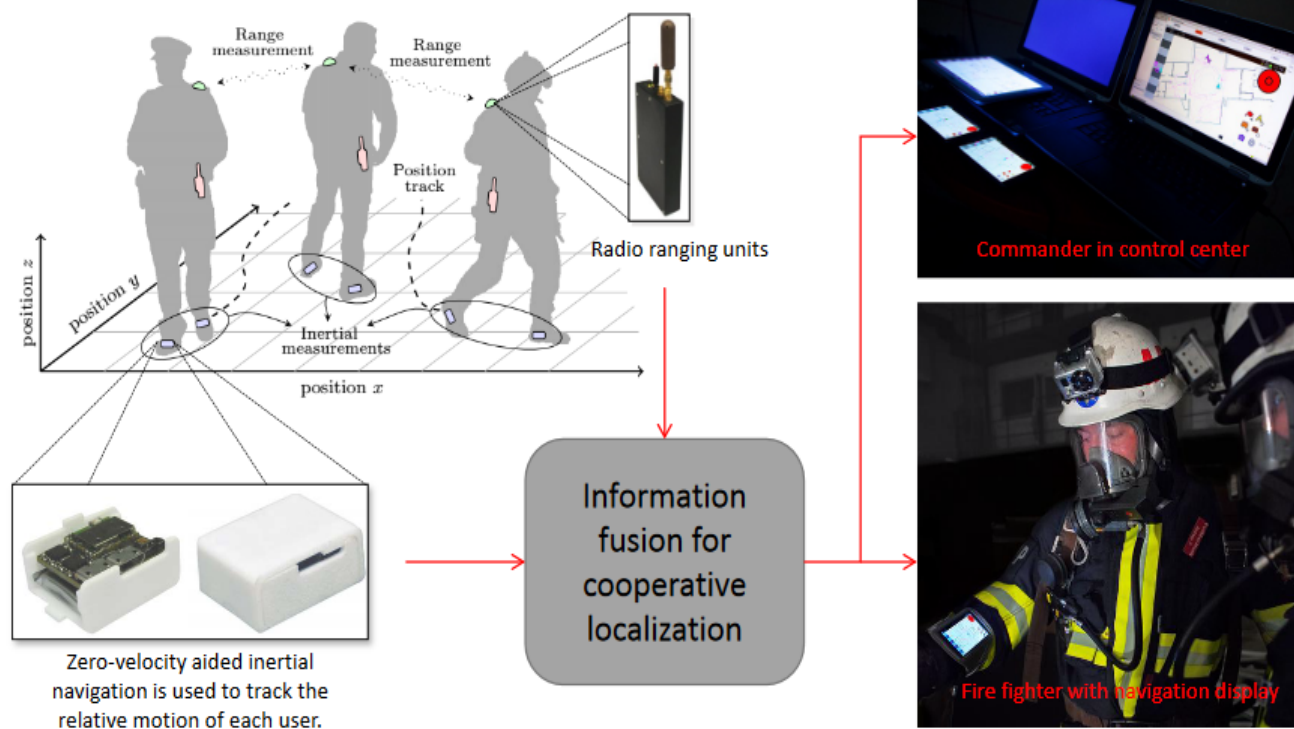 Range
measurement
Range
measurement
Position
track
position z
position y
Inertial
measurements
position x
Radio ranging units
Zero-velocity aided inertial
navigation is used to track the
relative motion of each user.
Information
fusion for
cooperative
localization
Commander in control center
Fire fighter with navigation display